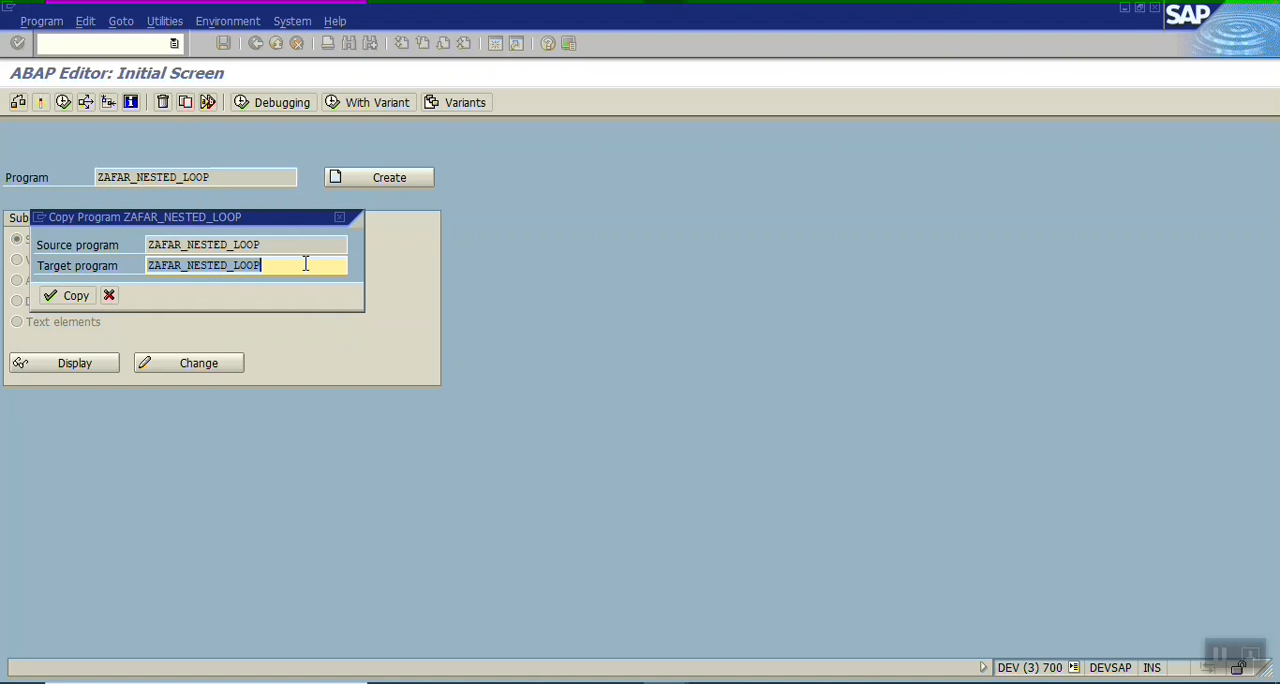 Program Edit Goto Utilities Environment System Help
SAP
ABAP Editor: Initial Screen
Debugging With Variant Variants
Program ZAFAR_NESTED_LOOP Create
Sub
Copy Program ZAFAR_NESTED_LOOP
Source program ZAFAR_NESTED_LOOP
Target program ZAFAR_NESTED_LOOP
Copy
Text elements
Display Change
DEV (3) 700 DEVSAP INS